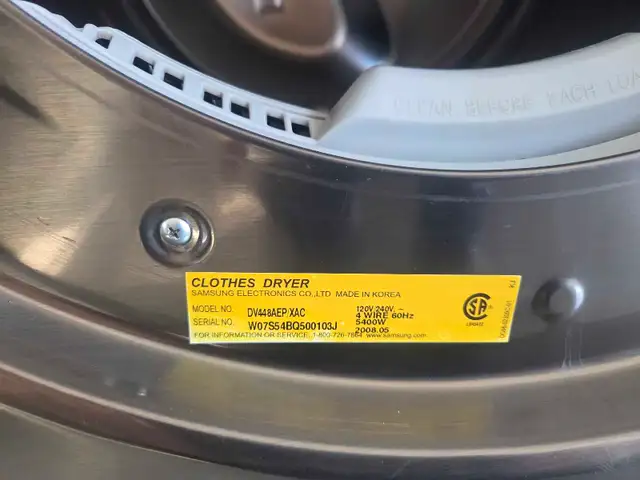 CLEAN BEFORE EACH LOA
CLOTHES DRYER
SAMSUNG ELECTRONICS CO.,LTD MADE IN KOREA
MODEL NO. DV448AEP/XAC 120V 240V, ~
4 WIRE 60Hz
SERIAL NO. W07S54BQ500103J 5400W
2008.05
FOR INFORMATION OR SERVICE, 1-800-726-7864 www.samsung.com
SA